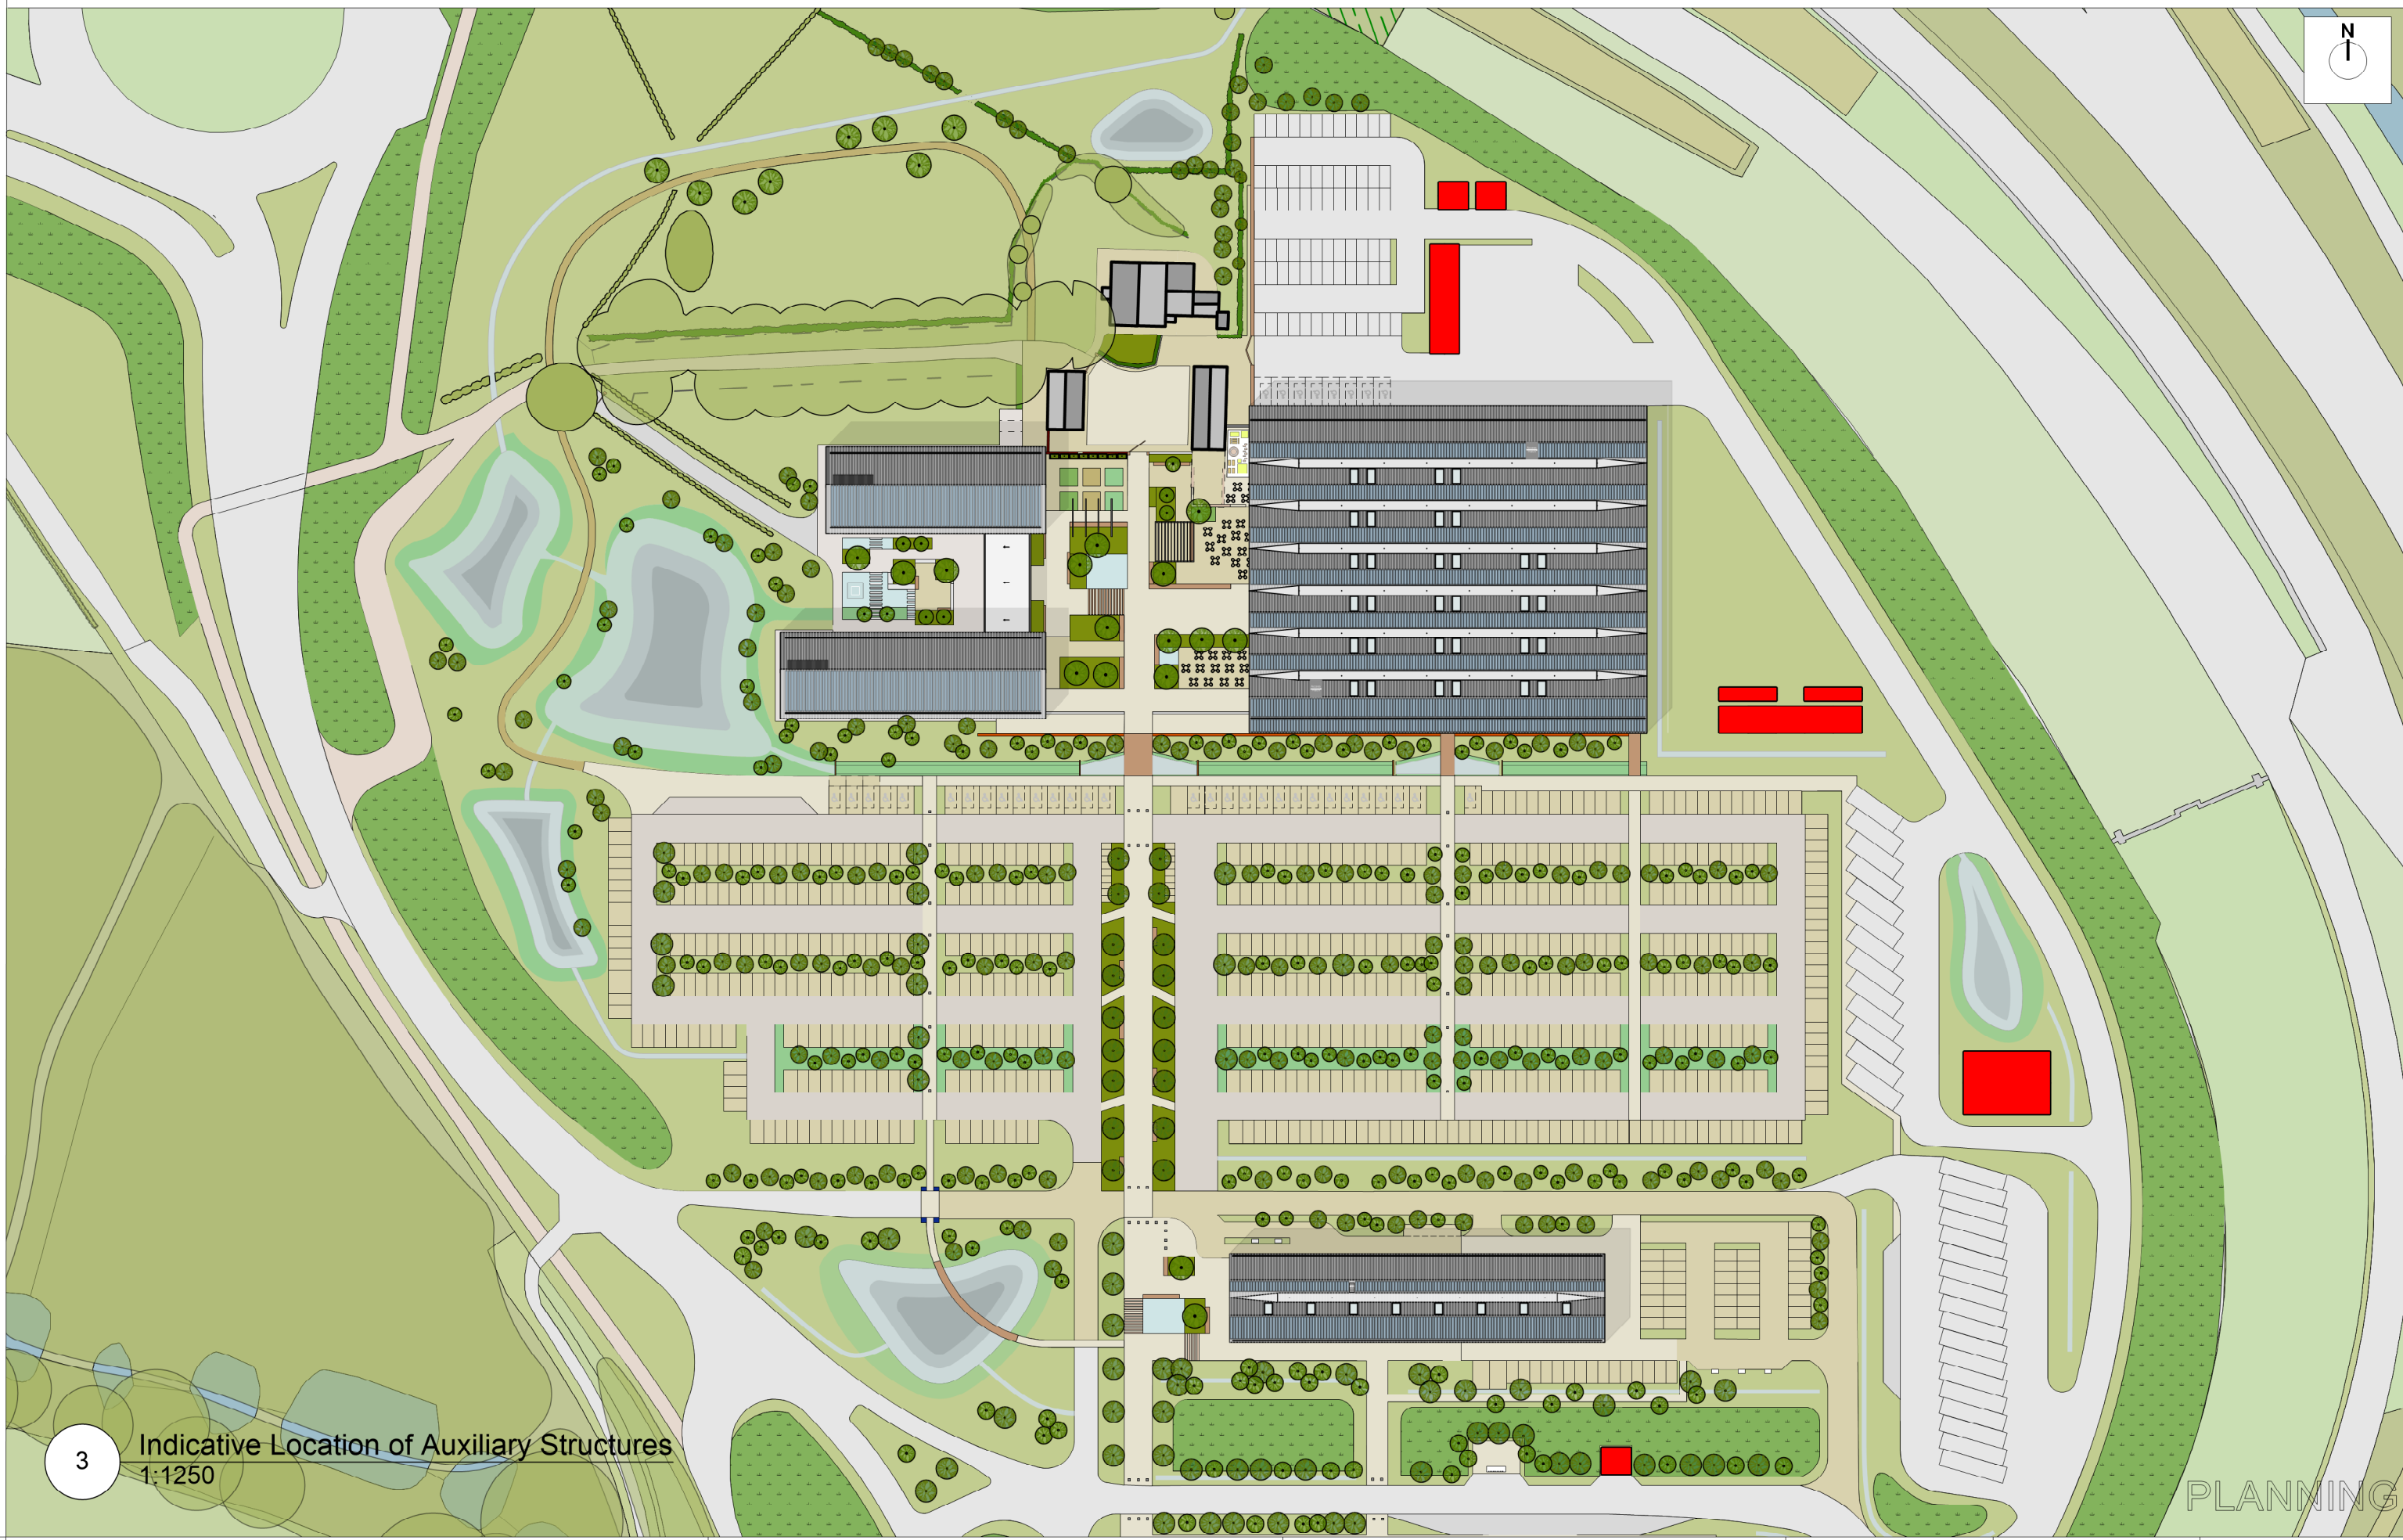 N
3
Indicative Location of Auxiliary Structures
1:1250
PLANNING